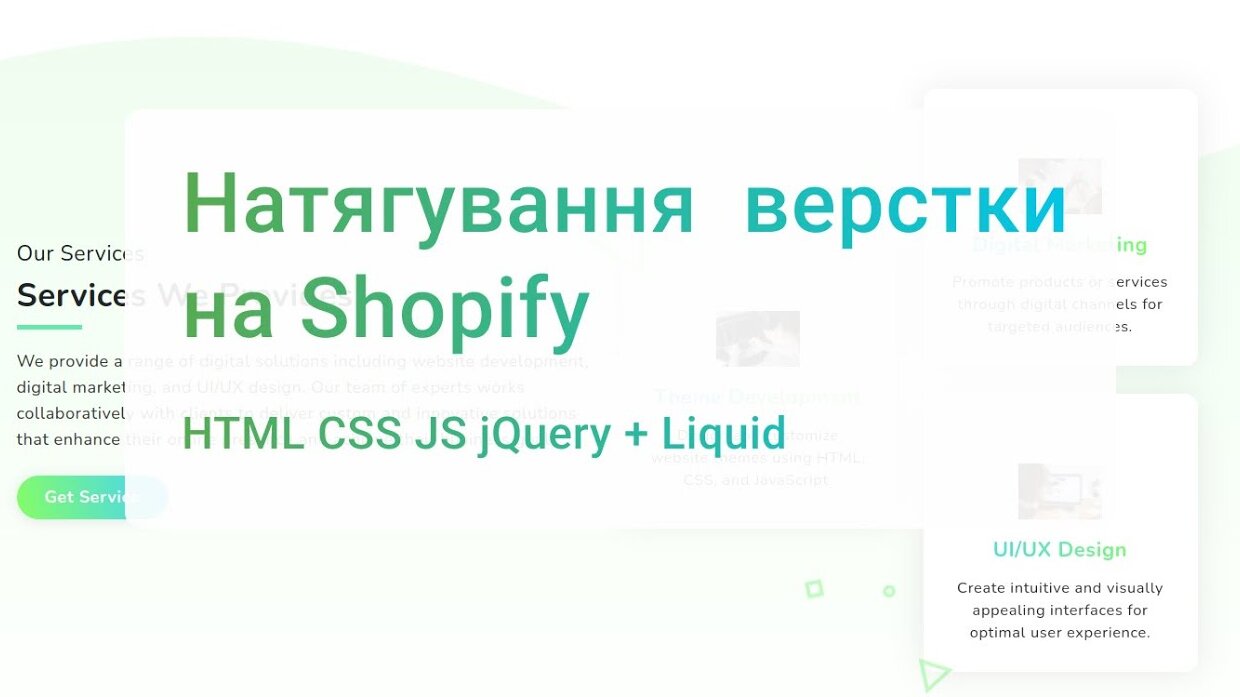 Натягування верстки
на Shopify
HTML CSS JS jQuery + Liquid
Our Services
Services We Provides
We provide a range of digital solutions including website development,
digital marketing, and UI/UX design. Our team of experts works
collaboratively with clients to deliver custom and innovative solutions
that enhance their
Get Service
Digital Marketing
Promote products or services
through digital channels for
targeted audiences.
Theme Development
customize
website themes using HTML,
CSS, and JavaScript
UI/UX Design
Create intuitive and visually
appealing interfaces for
optimal user experience.